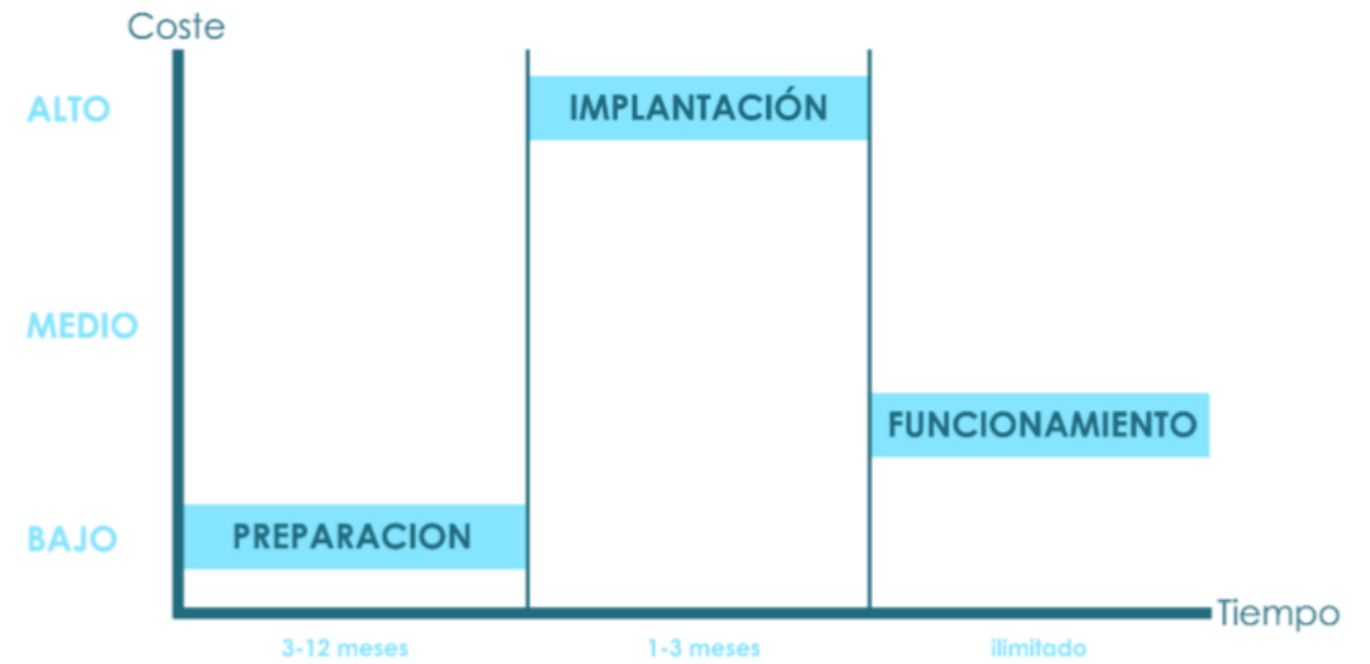 Coste
ALTO
IMPLANTACIÓN
MEDIO
FUNCIONAMIENTO
BAJO
PREPARACION
Tiempo
3-12 meses
1-3 meses
ilimitado